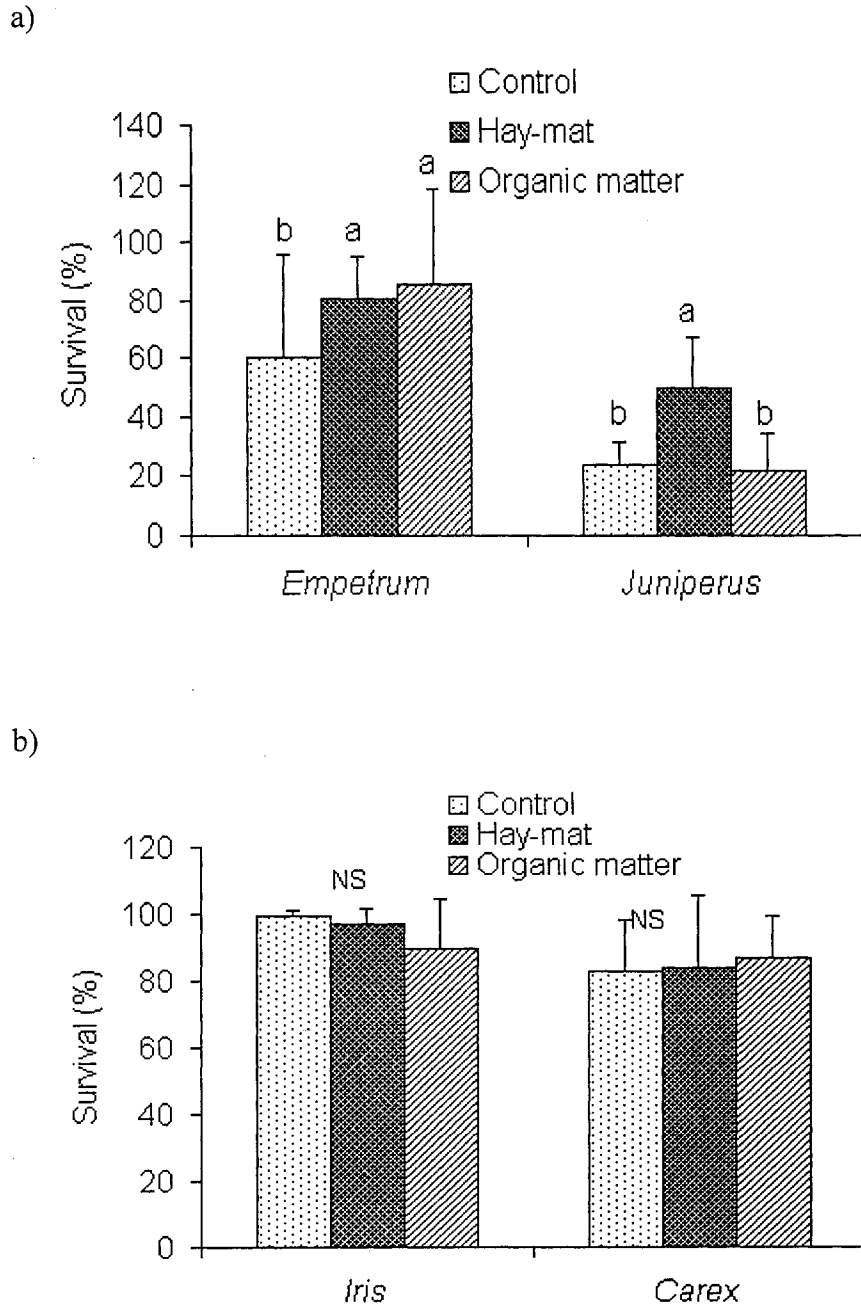 a)
Control
Hay-mat
Organic matter
140
120
100
80
60
40
20
0
Survival (%)
b
a
a
b
a
b
Empetrum
Juniperus
b)
Control
Hay-mat
Organic matter
120
100
80
60
40
20
0
Survival (%)
NS
NS
Iris
Carex